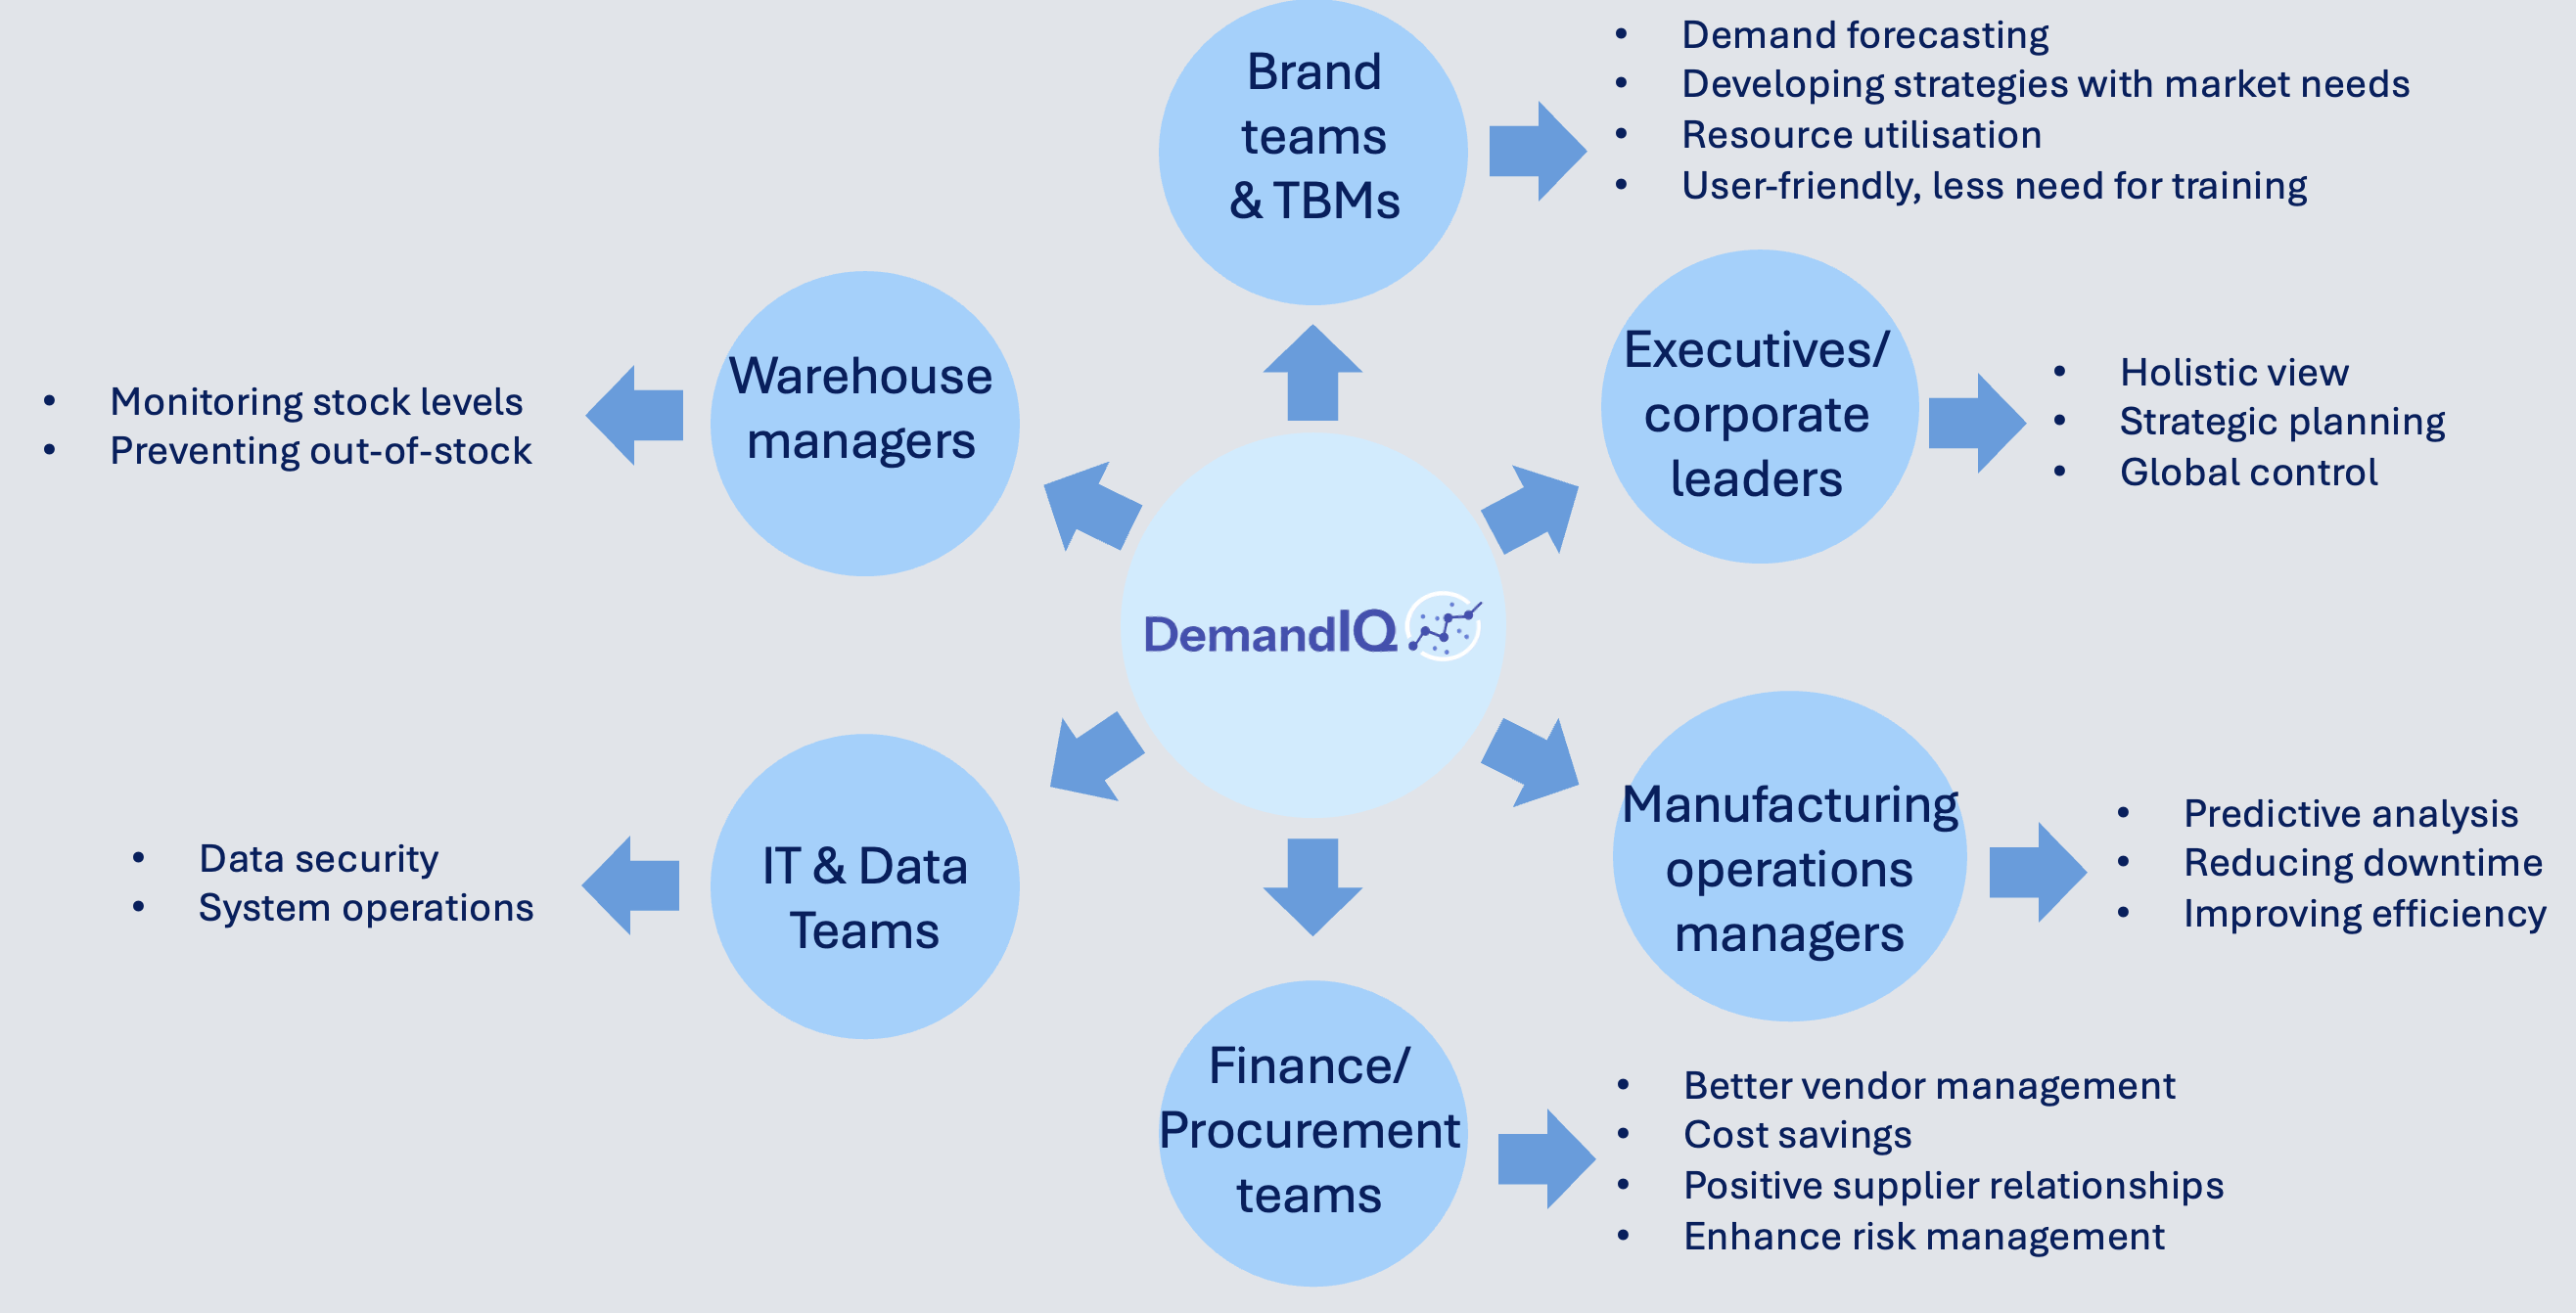 Brand
teams
& TBMs
• Demand forecasting
• Developing strategies with market needs
• Resource utilisation
• User-friendly, less need for training
Executives/
corporate
leaders
• Holistic view
• Strategic planning
• Global control
Warehouse
managers
• Monitoring stock levels
• Preventing out-of-stock
DemandIQ
Manufacturing
operations
managers
• Predictive analysis
• Reducing downtime
• Improving efficiency
IT & Data
Teams
• Data security
• System operations
Finance/
Procurement
teams
• Better vendor management
• Cost savings
• Positive supplier relationships
• Enhance risk management